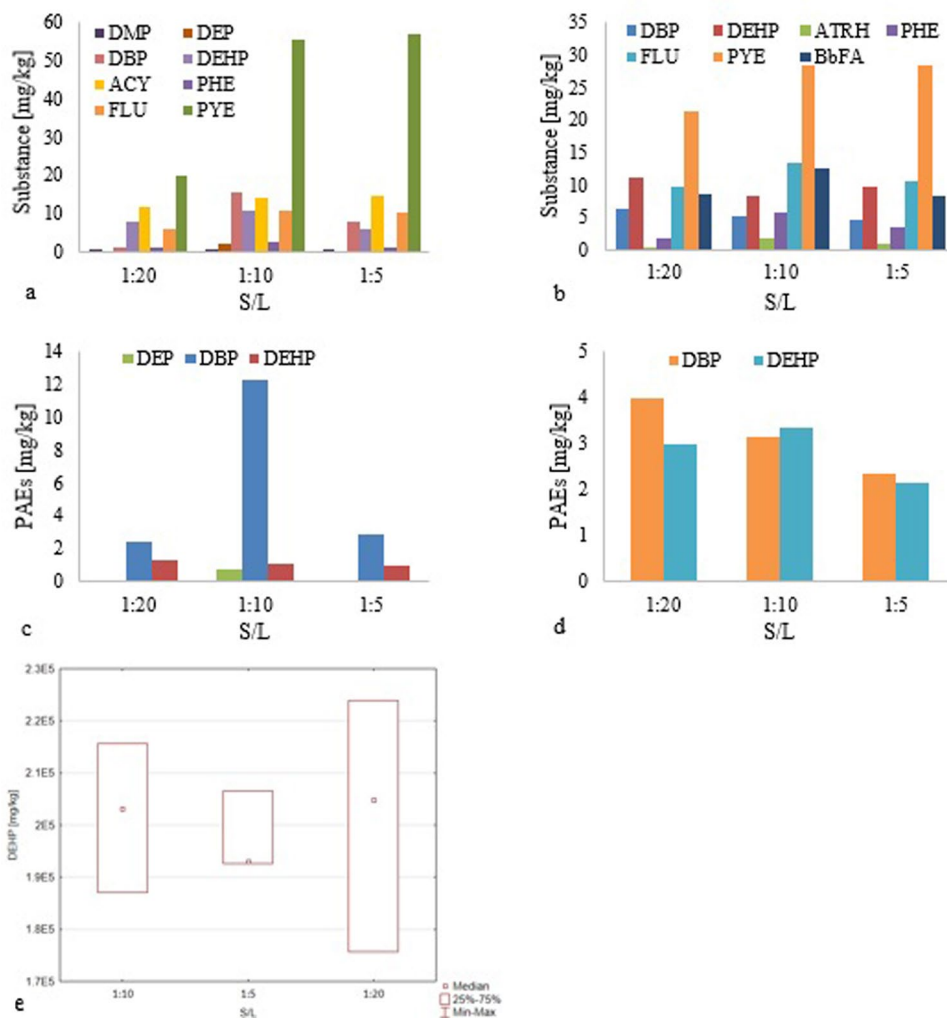 Substance [mg/kg]
60
50
40
30
20
10
0
DMP DEP
DBP DEHP
ACY PHE
FLU PYE
1:20 1:10 1:5
S/L
a
Substance [mg/kg]
35
30
25
20
15
10
5
0
DBP DEHP ATRH PHE
FLU PYE BbFA
1:20 1:10 1:5
S/L
b
PAEs [mg/kg]
14
12
10
8
6
4
2
0
DEP DBP DEHP
1:20 1:10 1:5
S/L
c
PAEs [mg/kg]
5
4
3
2
1
0
DBP DEHP
1:20 1:10 1:5
S/L
d
DEHP [mg/kg]
2.3E5
2.2E5
2.1E5
2E5
1.9E5
1.8E5
1.7E5
1:10 1:5 1:20
S/L
Median
25%-75%
Min-Max
e